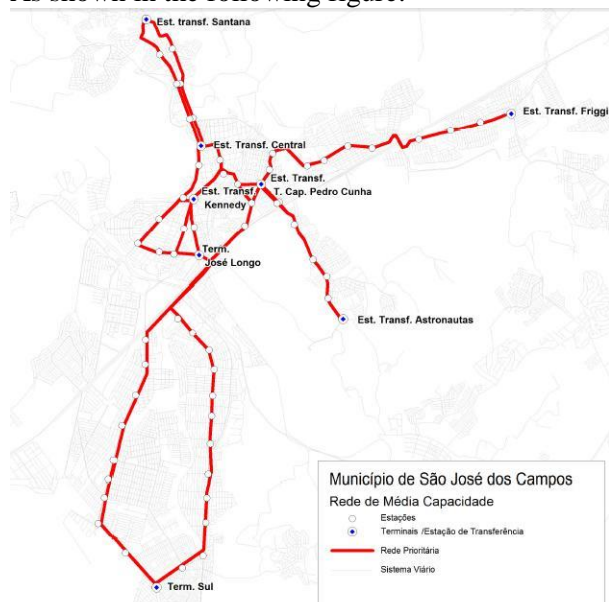 As shown in the following figure.
Est. transf. Santana
Est. Transf. Friggi
Est. Transf. Central
Est. Transf.
T. Cap. Pedro Cunha
Est. Transf.
Kennedy
Term.
José Longo
Est. Transf. Astronautas
Município de São José dos Campos
Rede de Média Capacidade
Estações
Terminais /Estação de Transferência
Rede Prioritária
Sistema Viário
Term. Sul